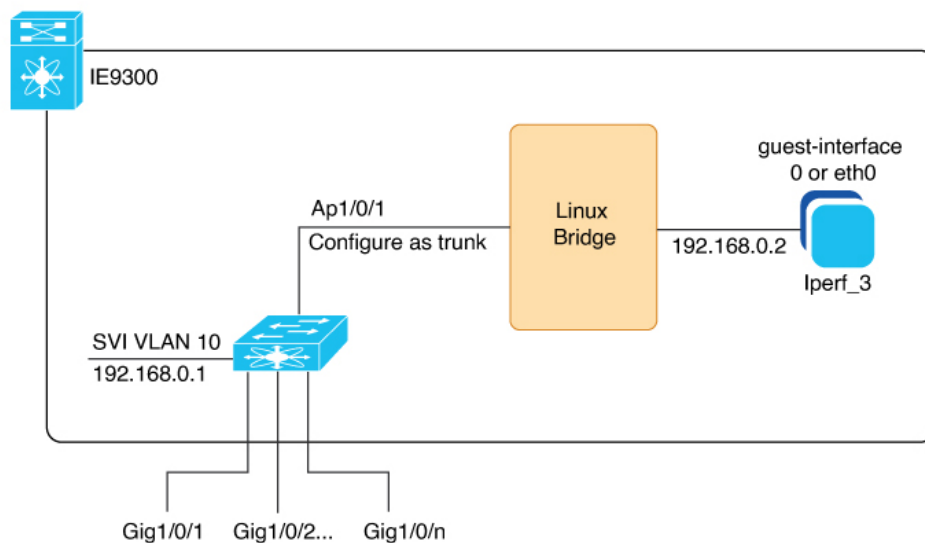 IE9300
guest-interface
0 or eth0
Ap1/0/1
Configure as trunk
Linux
Bridge
192.168.0.2
Iperf_3
SVI VLAN 10
192.168.0.1
Gig1/0/1
Gig1/0/2...
Gig1/0/n